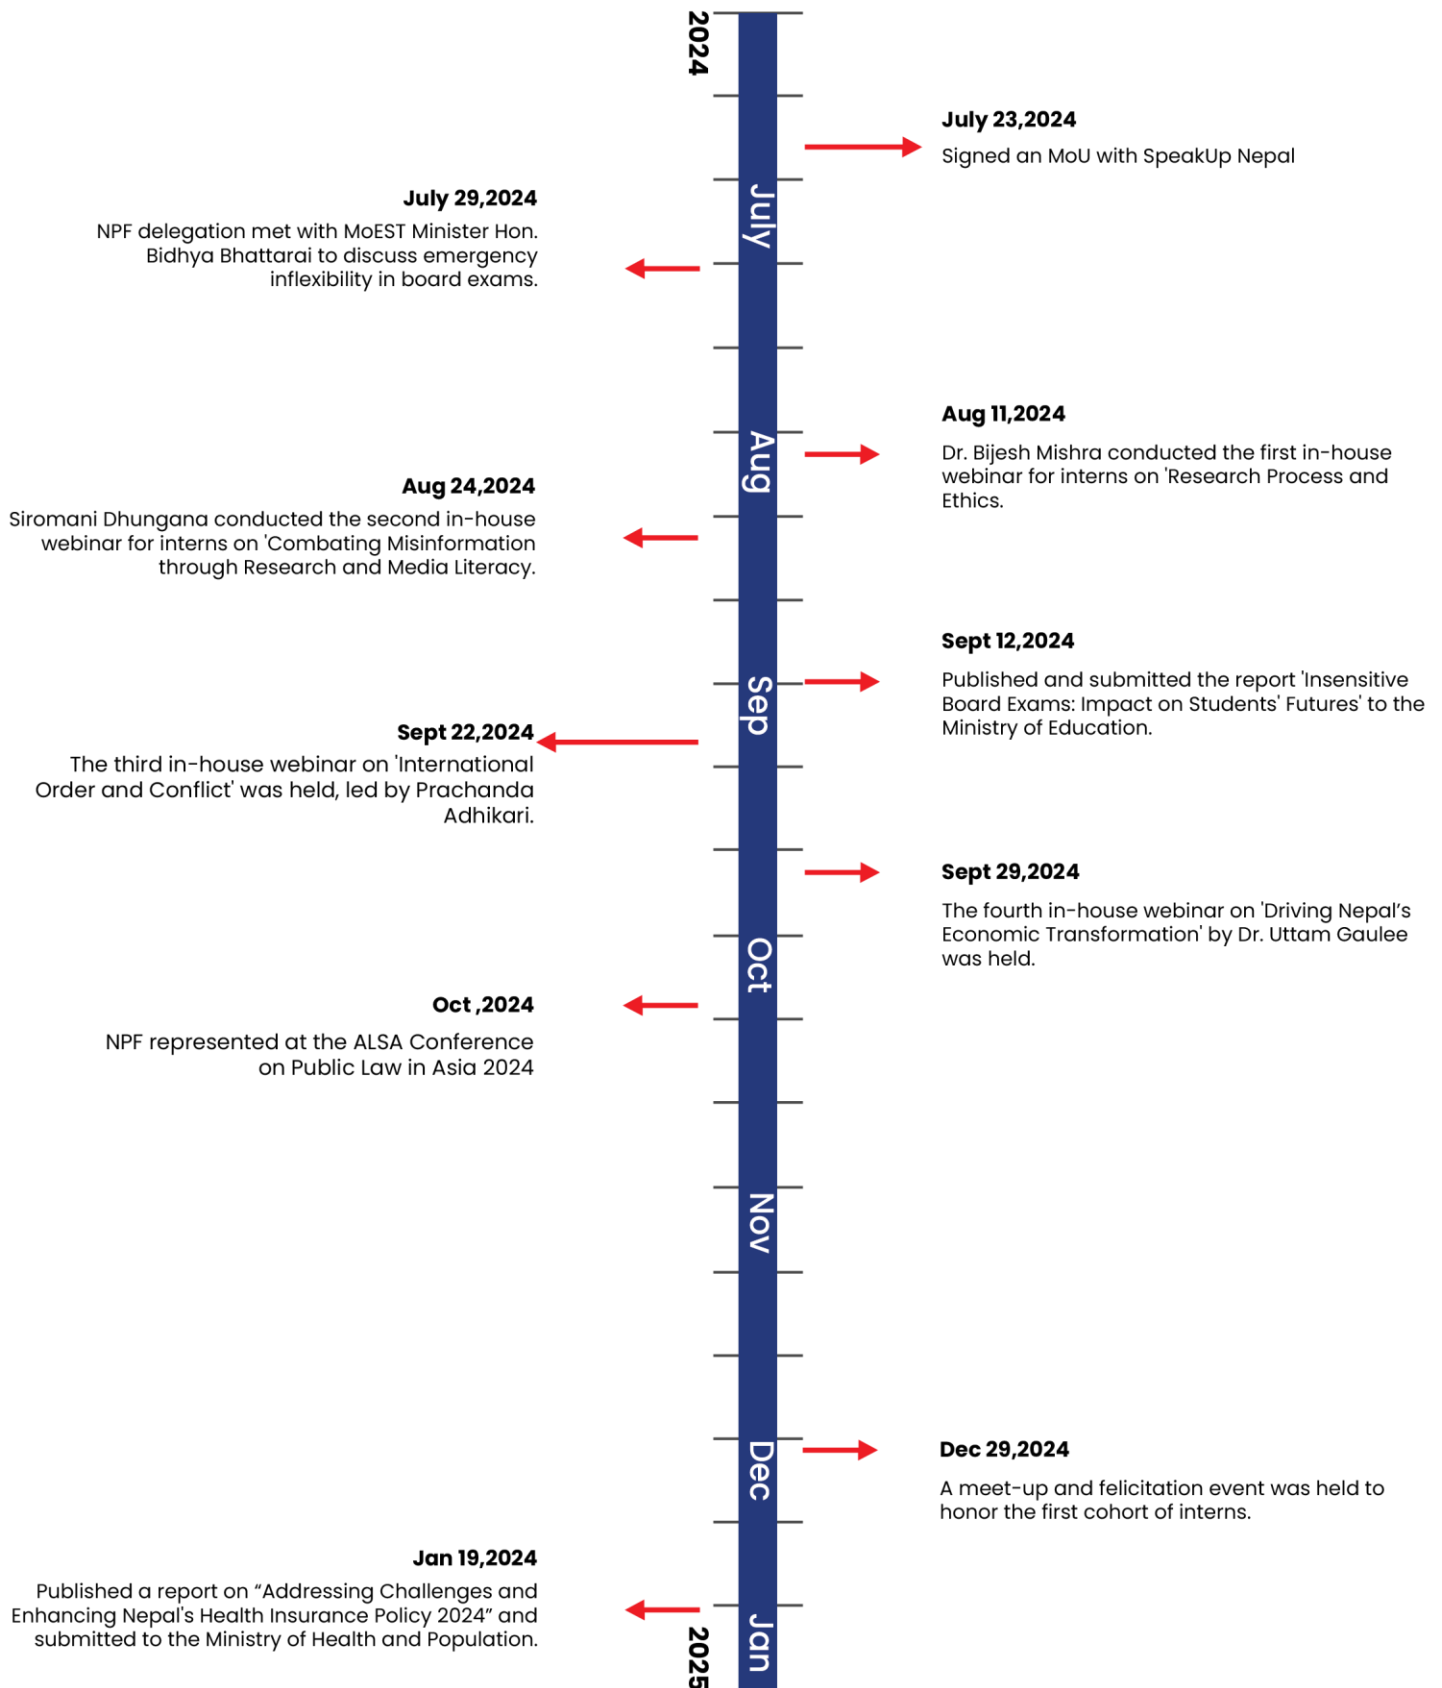 2024
July 23,2024
Signed an MoU with SpeakUp Nepal
July
July 29,2024
NPF delegation met with MoEST Minister Hon.
Bidhya Bhattarai to discuss emergency
inflexibility in board exams.
Aug 11,2024
Dr. Bijesh Mishra conducted the first in-house
webinar for interns on 'Research Process and
Ethics.
Aug
Aug 24,2024
Siromani Dhungana conducted the second in-house
webinar for interns on 'Combating Misinformation
through Research and Media Literacy.
Sept 12,2024
Published and submitted the report 'Insensitive
Board Exams: Impact on Students' Futures' to the
Ministry of Education.
Sep
Sept 22,2024
The third in-house webinar on 'International
Order and Conflict' was held, led by Prachanda
Adhikari.
Sept 29,2024
The fourth in-house webinar on 'Driving Nepal’s
Economic Transformation' by Dr. Uttam Gaulee
was held.
Oct
Oct ,2024
NPF represented at the ALSA Conference
on Public Law in Asia 2024
Nov
Dec
Dec 29,2024
A meet-up and felicitation event was held to
honor the first cohort of interns.
Jan 19,2024
Published a report on “Addressing Challenges and
Enhancing Nepal's Health Insurance Policy 2024” and
submitted to the Ministry of Health and Population.
Jan
2025